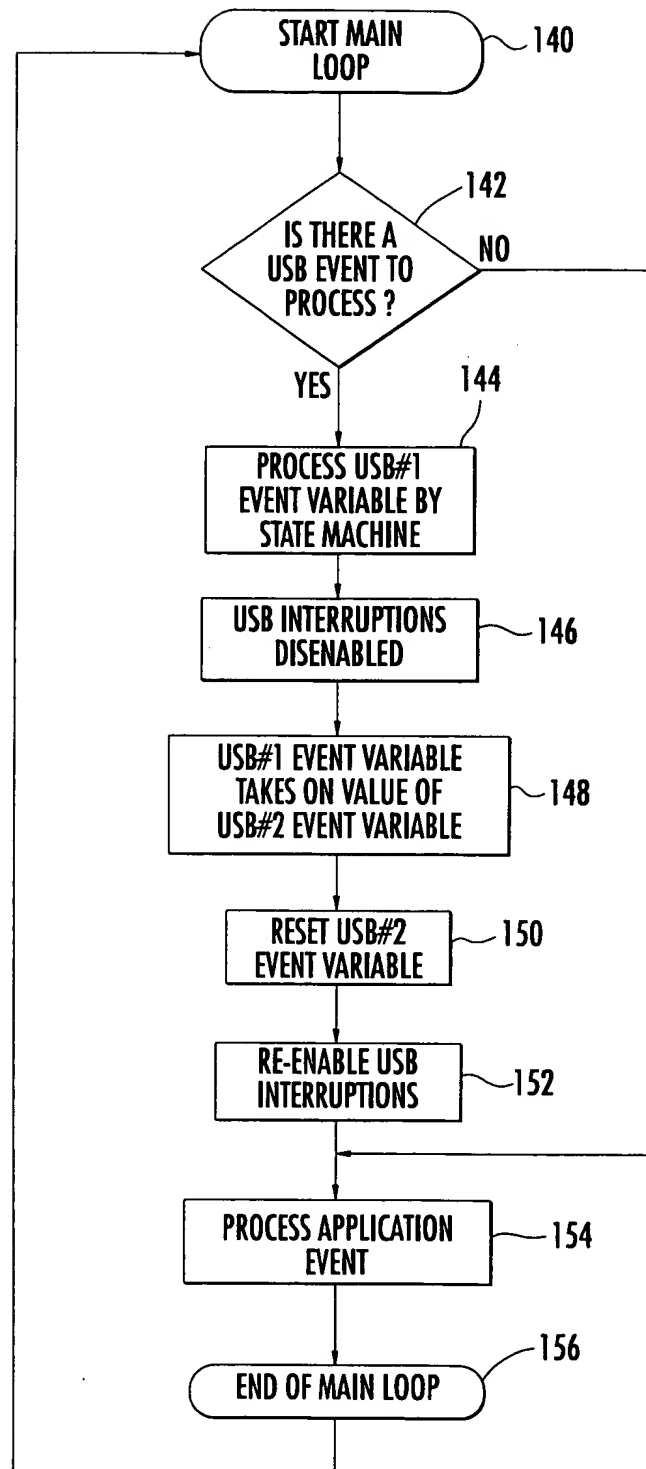 START MAIN
LOOP
140
142
IS THERE A
USB EVENT TO
PROCESS ?
NO
YES
144
PROCESS USB#1
EVENT VARIABLE BY
STATE MACHINE
USB INTERRUPTIONS
DISENABLED
146
USB#1 EVENT VARIABLE
TAKES ON VALUE OF
USB#2 EVENT VARIABLE
148
RESET USB#2
EVENT VARIABLE
150
RE-ENABLE USB
INTERRUPTIONS
152
PROCESS APPLICATION
EVENT
154
156
END OF MAIN LOOP